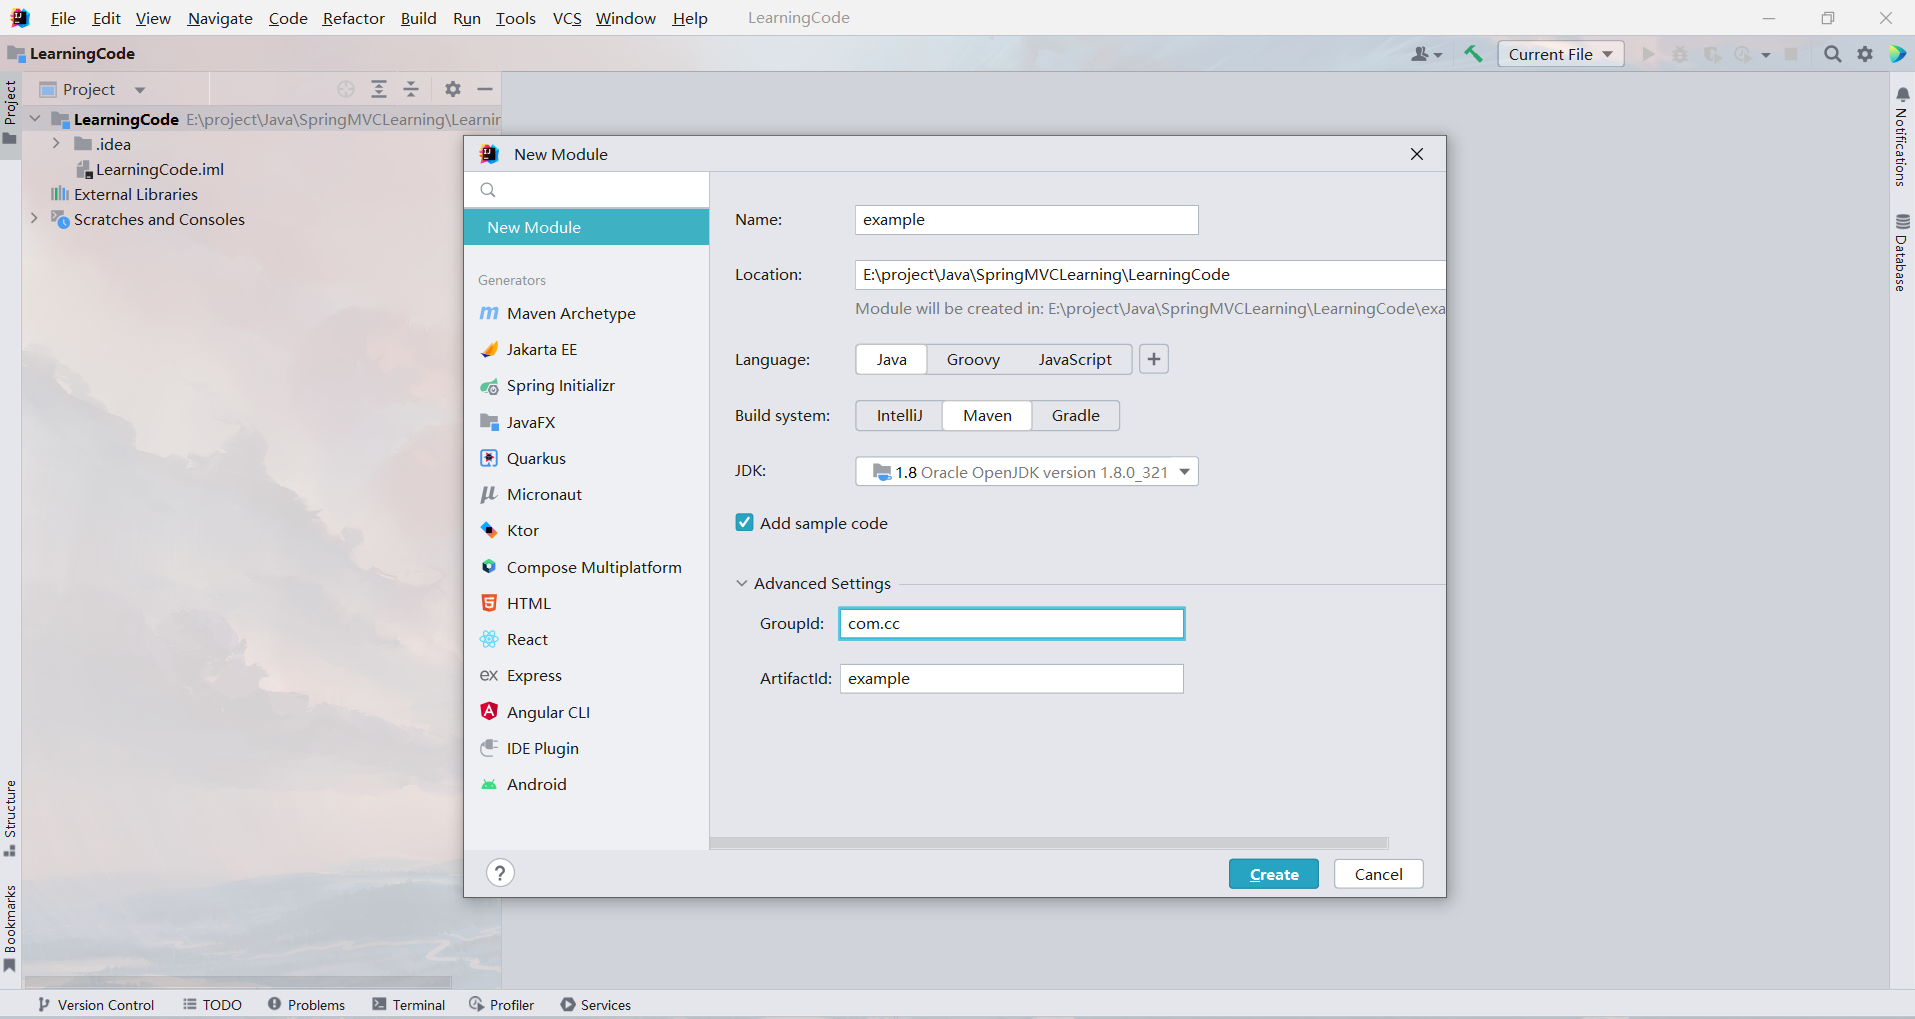 File Edit View Navigate Code Refactor Build Run Tools VCS Window Help LearningCode
LearningCode
Current File
Project
Project
LearningCode E:\project\Java\SpringMVCLearning\Learnin
.idea
LearningCode.iml
External Libraries
Scratches and Consoles
Structure
Bookmarks
New Module
New Module
Generators
Maven Archetype
Jakarta EE
Spring Initializr
JavaFX
Quarkus
Micronaut
Ktor
Compose Multiplatform
HTML
React
ex Express
Angular CLI
IDE Plugin
Android
Name: example
Location: E:\project\Java\SpringMVCLearning\LearningCode
Module will be created in: E:\project\Java\SpringMVCLearning\LearningCode\exa
Language: Java Groovy JavaScript +
Build system: IntelliJ Maven Gradle
JDK: 1.8 Oracle OpenJDK version 1.8.0_321
Add sample code
Advanced Settings
GroupId: com.cc
ArtifactId: example
?
Create Cancel
Notifications
Database
Version Control TODO Problems Terminal Profiler Services